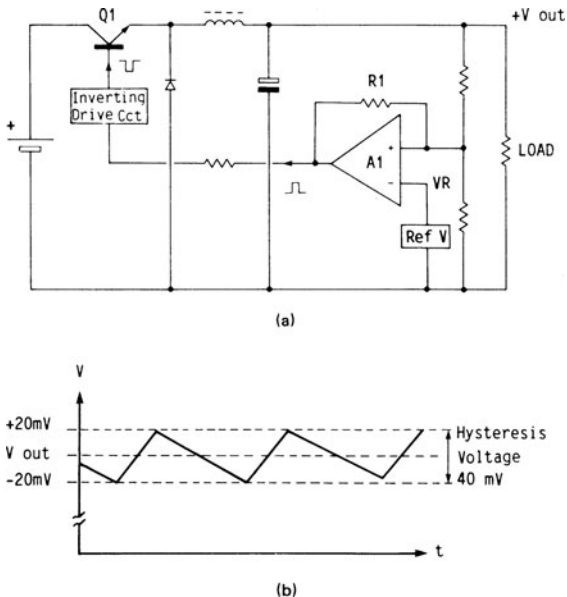 Q1
+V out
Inverting
Drive Cct
R1
+
+
A1
-
VR
LOAD
Ref V
(a)
V
+20mV
V out
-20mV
Hysteresis
Voltage
40 mV
t
(b)